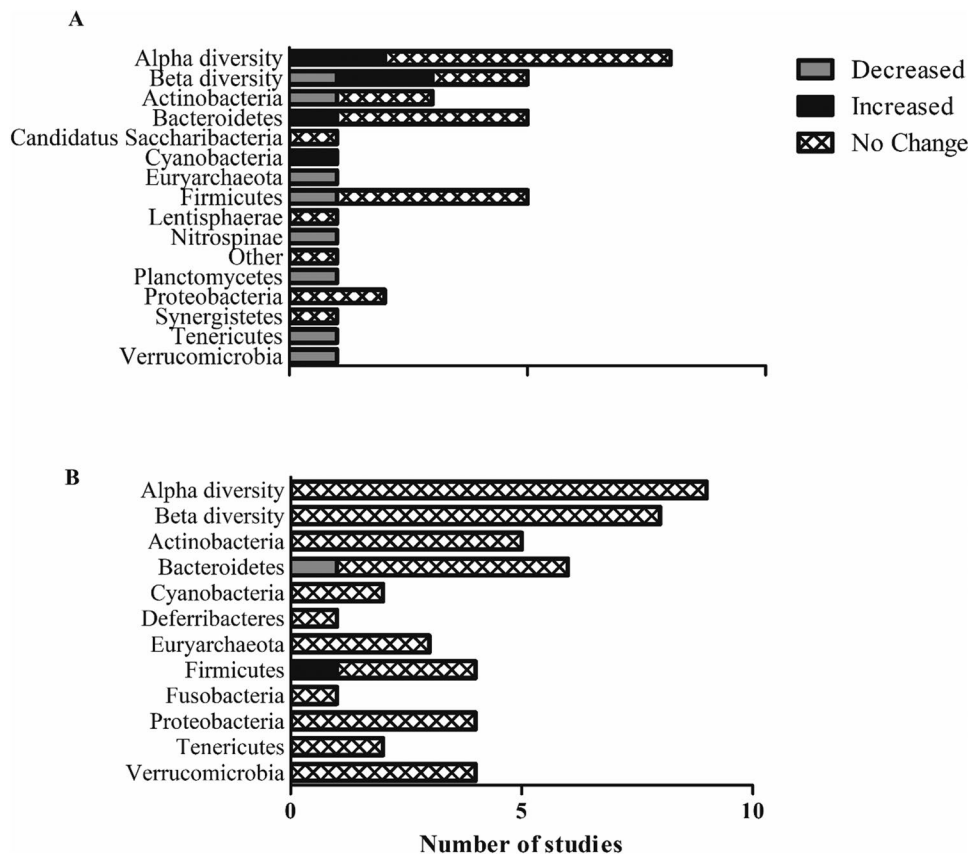 A
Alpha diversity
Beta diversity
Actinobacteria
Bacteroidetes
Candidatus Saccharibacteria
Cyanobacteria
Euryarchaeota
Firmicutes
Lentisphaerae
Nitrospinae
Other
Planctomycetes
Proteobacteria
Synergistetes
Tenericutes
Verrucomicrobia
Decreased
Increased
No Change
B
Alpha diversity
Beta diversity
Actinobacteria
Bacteroidetes
Cyanobacteria
Deferribacteres
Euryarchaeota
Firmicutes
Fusobacteria
Proteobacteria
Tenericutes
Verrucomicrobia
0 5 10
Number of studies